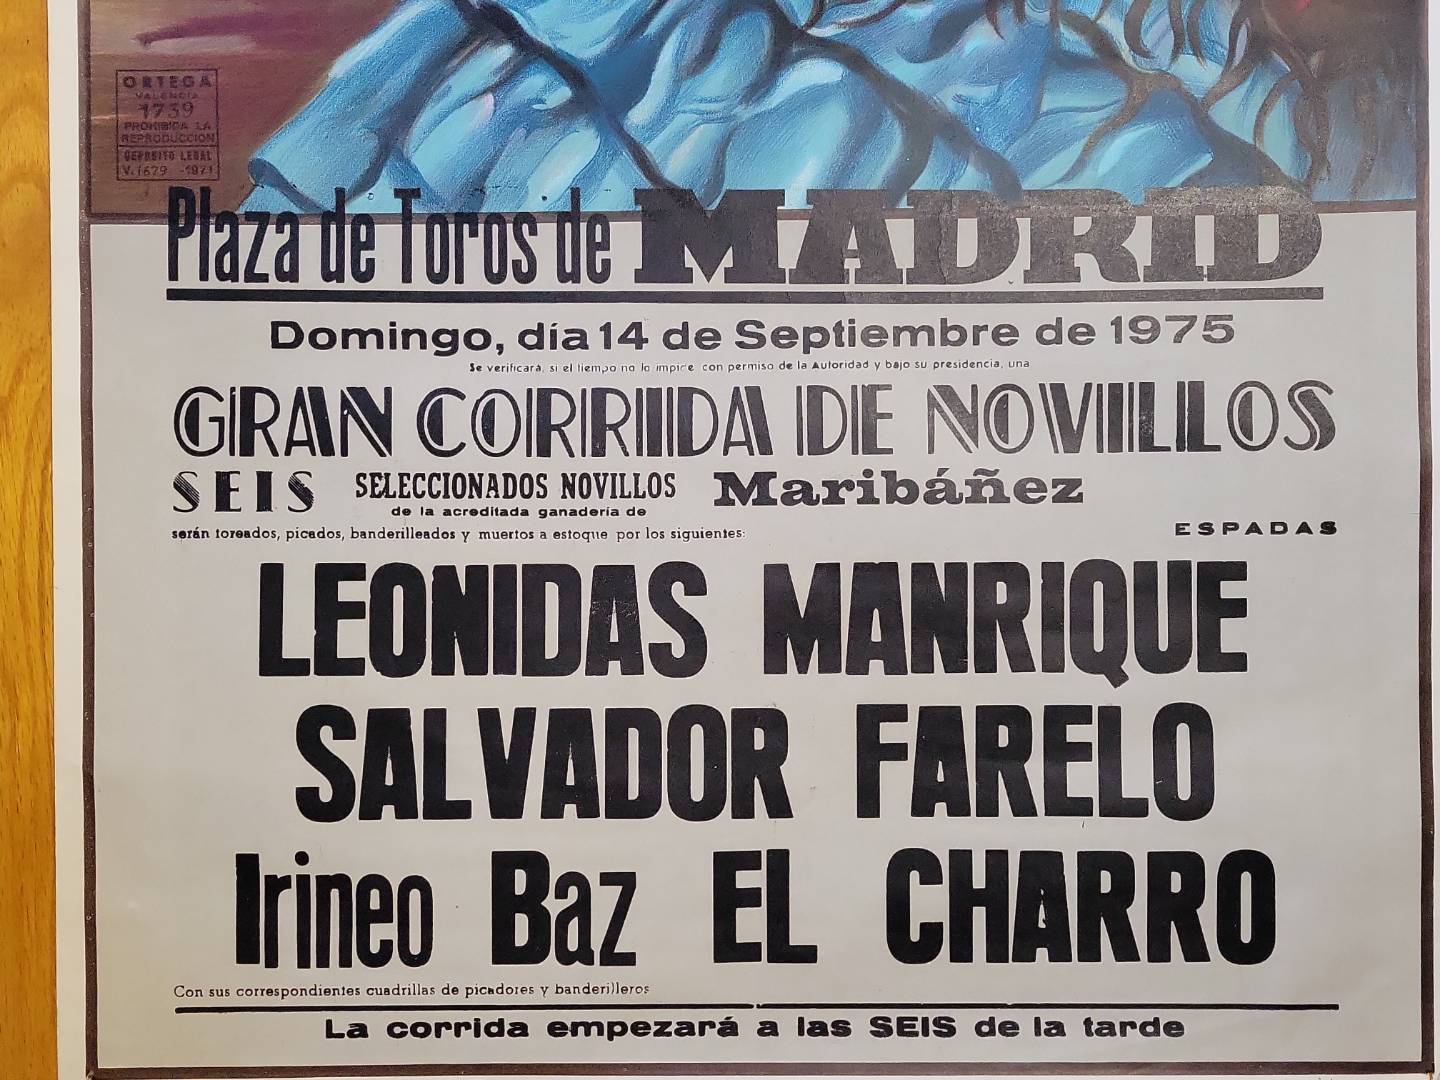 ORTEGA
VALENCIA
1739
PROHIBIDA LA
REPRODUCCION
DEPOSITO LEGAL
V. 1679 - 1971
Plaza de Toros de MADRID
Domingo, día 14 de Septiembre de 1975
Se verificará, si el tiempo no lo impide con permiso de la Autoridad y bajo su presidencia, una
GRAN CORRIDA DE NOVILLOS
SEIS SELECCIONADOS NOVILLOS de la acreditada ganadería de Maribáñez
serán toreados, picados, banderilleados y muertos a estoque por los siguientes:
ESPADAS
LEONIDAS MANRIQUE
SALVADOR FARELO
Irineo Baz EL CHARRO
Con sus correspondientes cuadrillas de picadores y banderilleros
La corrida empezará a las SEIS de la tarde